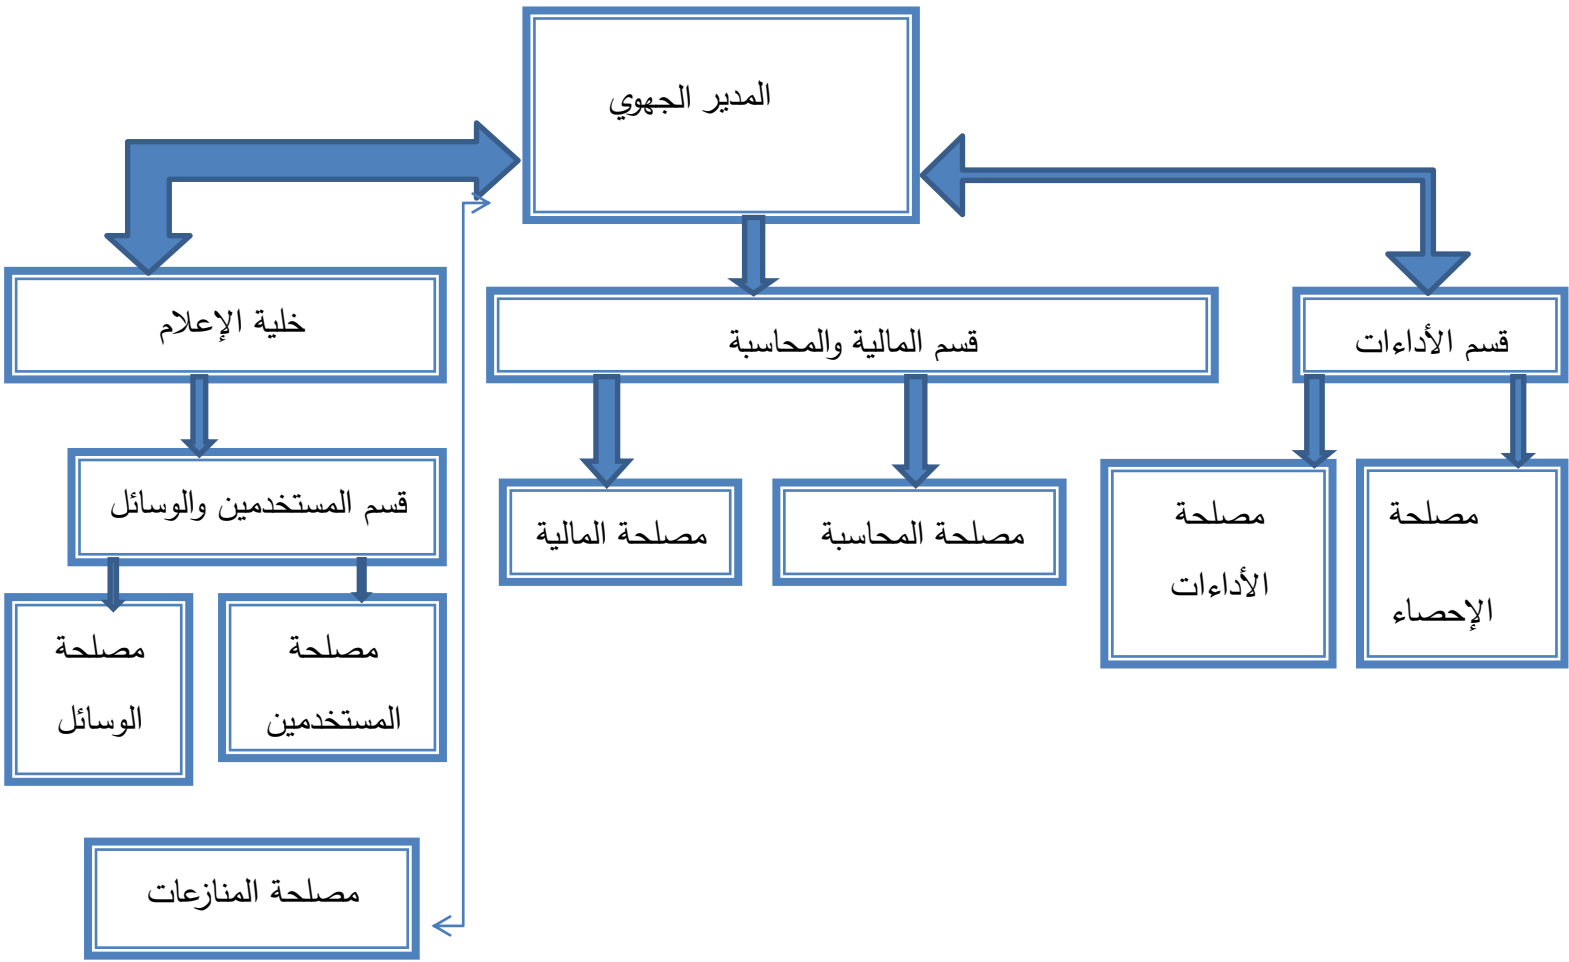 المدير الجهوي
قسم الأداءات
قسم المالية والمحاسبة
خلية الإعلام
قسم المستخدمين والوسائل
مصلحة
الإحصاء
مصلحة
الأداءات
مصلحة المحاسبة
مصلحة المالية
مصلحة
المستخدمين
مصلحة
الوسائل
مصلحة المنازعات